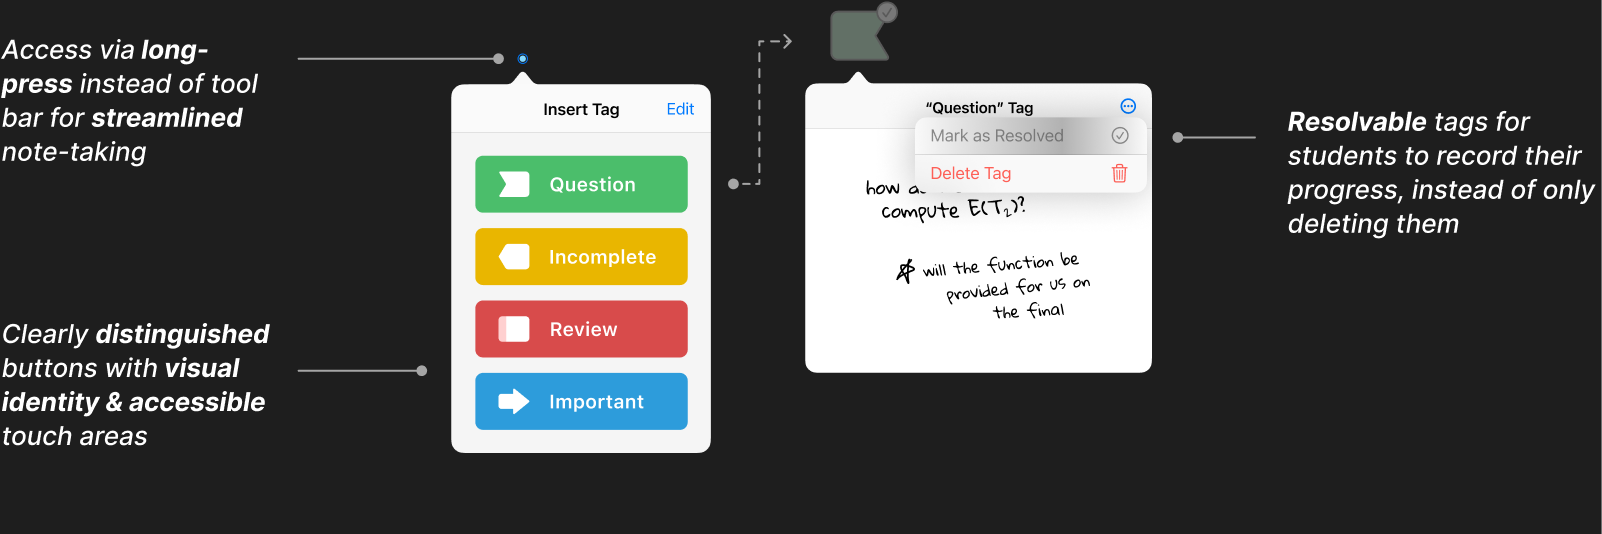 Access via long-
press instead of tool
bar for streamlined
note-taking
Clearly distinguished
buttons with visual
identity & accessible
touch areas
Insert Tag
Edit
Question
Incomplete
Review
Important
“Question” Tag
Mark as Resolved
Delete Tag
how
compute E(T₂)?
will the function be
provided for us on
the final
Resolvable tags for
students to record their
progress, instead of only
deleting them